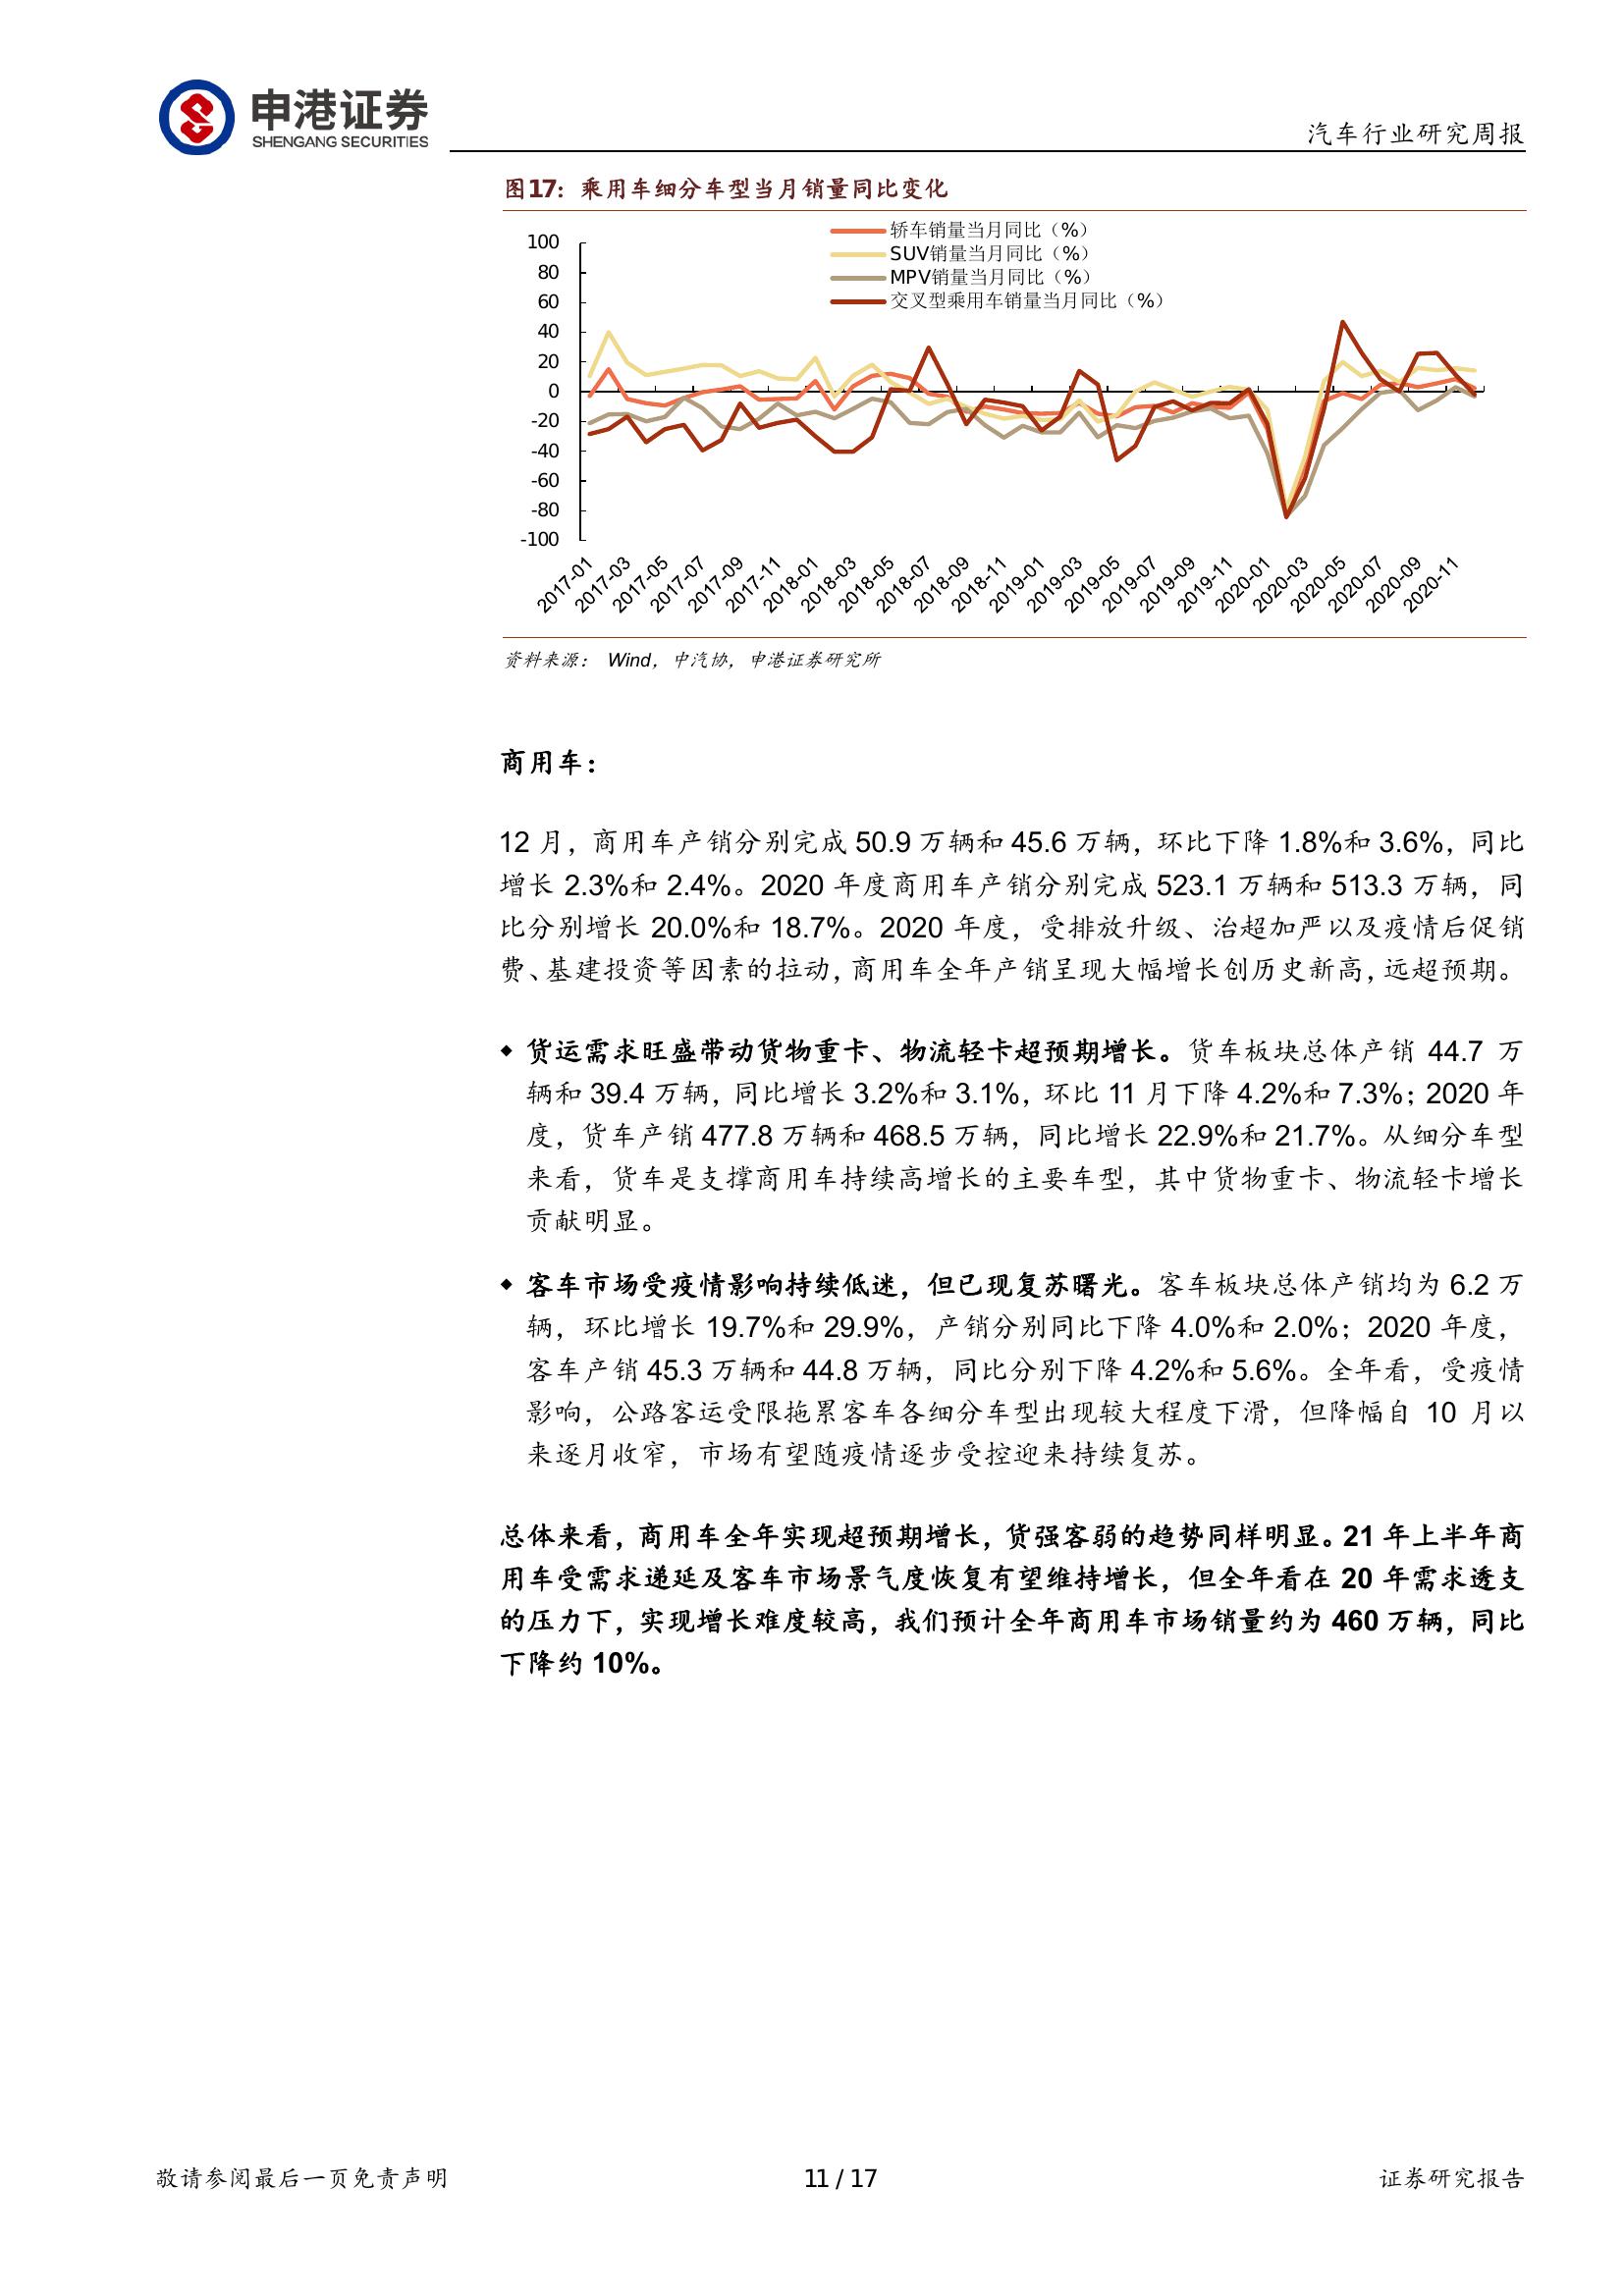 申港证券
SHENGANG SECURITIES
汽车行业研究周报
图17：乘用车细分车型当月销量同比变化
轿车销量当月同比（%）
SUV销量当月同比（%）
MPV销量当月同比（%）
交叉型乘用车销量当月同比（%）
100
80
60
40
20
0
-20
-40
-60
-80
-100
2017-01
2017-03
2017-05
2017-07
2017-09
2017-11
2018-01
2018-03
2018-05
2018-07
2018-09
2018-11
2019-01
2019-03
2019-05
2019-07
2019-09
2019-11
2020-01
2020-03
2020-05
2020-07
2020-09
2020-11
资料来源： Wind，中汽协，申港证券研究所
商用车：
12 月，商用车产销分别完成 50.9 万辆和 45.6 万辆，环比下降 1.8%和 3.6%，同比
增长 2.3%和 2.4%。2020 年度商用车产销分别完成 523.1 万辆和 513.3 万辆，同
比分别增长 20.0%和 18.7%。2020 年度，受排放升级、治超加严以及疫情后促销
费、基建投资等因素的拉动，商用车全年产销呈现大幅增长创历史新高，远超预期。
◆ 货运需求旺盛带动货物重卡、物流轻卡超预期增长。货车板块总体产销 44.7 万
辆和 39.4 万辆，同比增长 3.2%和 3.1%，环比 11 月下降 4.2%和 7.3%；2020 年
度，货车产销 477.8 万辆和 468.5 万辆，同比增长 22.9%和 21.7%。从细分车型
来看，货车是支撑商用车持续高增长的主要车型，其中货物重卡、物流轻卡增长
贡献明显。
◆ 客车市场受疫情影响持续低迷，但已现复苏曙光。客车板块总体产销均为 6.2 万
辆，环比增长 19.7%和 29.9%，产销分别同比下降 4.0%和 2.0%；2020 年度，
客车产销 45.3 万辆和 44.8 万辆，同比分别下降 4.2%和 5.6%。全年看，受疫情
影响，公路客运受限拖累客车各细分车型出现较大程度下滑，但降幅自 10 月以
来逐月收窄，市场有望随疫情逐步受控迎来持续复苏。
总体来看，商用车全年实现超预期增长，货强客弱的趋势同样明显。21 年上半年商
用车受需求递延及客车市场景气度恢复有望维持增长，但全年看在 20 年需求透支
的压力下，实现增长难度较高，我们预计全年商用车市场销量约为 460 万辆，同比
下降约 10%。
敬请参阅最后一页免责声明
11 / 17
证券研究报告